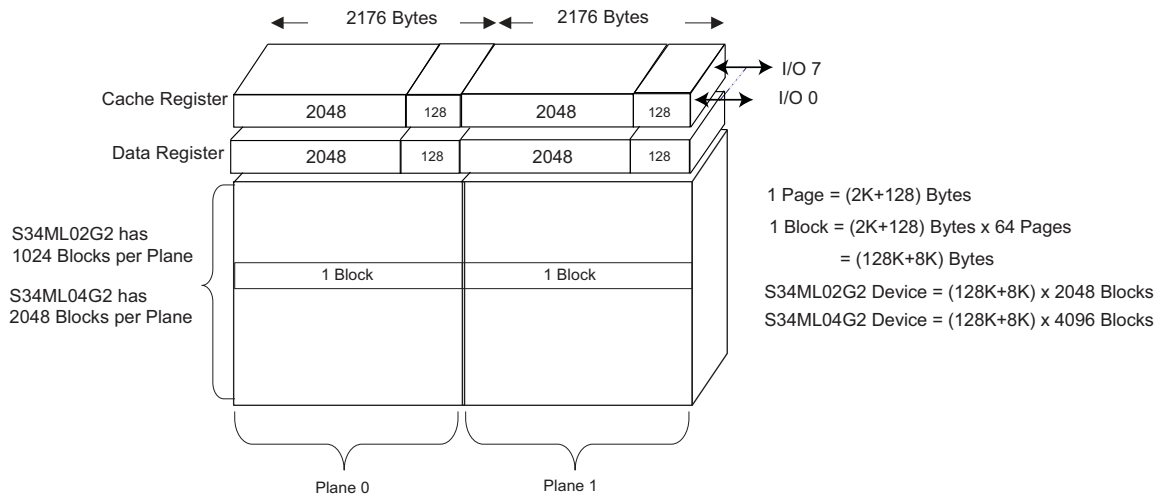 2176 Bytes 2176 Bytes
I/O 7
I/O 0
Cache Register
2048 128 2048 128
Data Register
2048 128 2048 128
1 Page = (2K+128) Bytes
1 Block = (2K+128) Bytes x 64 Pages
= (128K+8K) Bytes
S34ML02G2 Device = (128K+8K) x 2048 Blocks
S34ML04G2 Device = (128K+8K) x 4096 Blocks
S34ML02G2 has
1024 Blocks per Plane
S34ML04G2 has
2048 Blocks per Plane
1 Block 1 Block
Plane 0 Plane 1